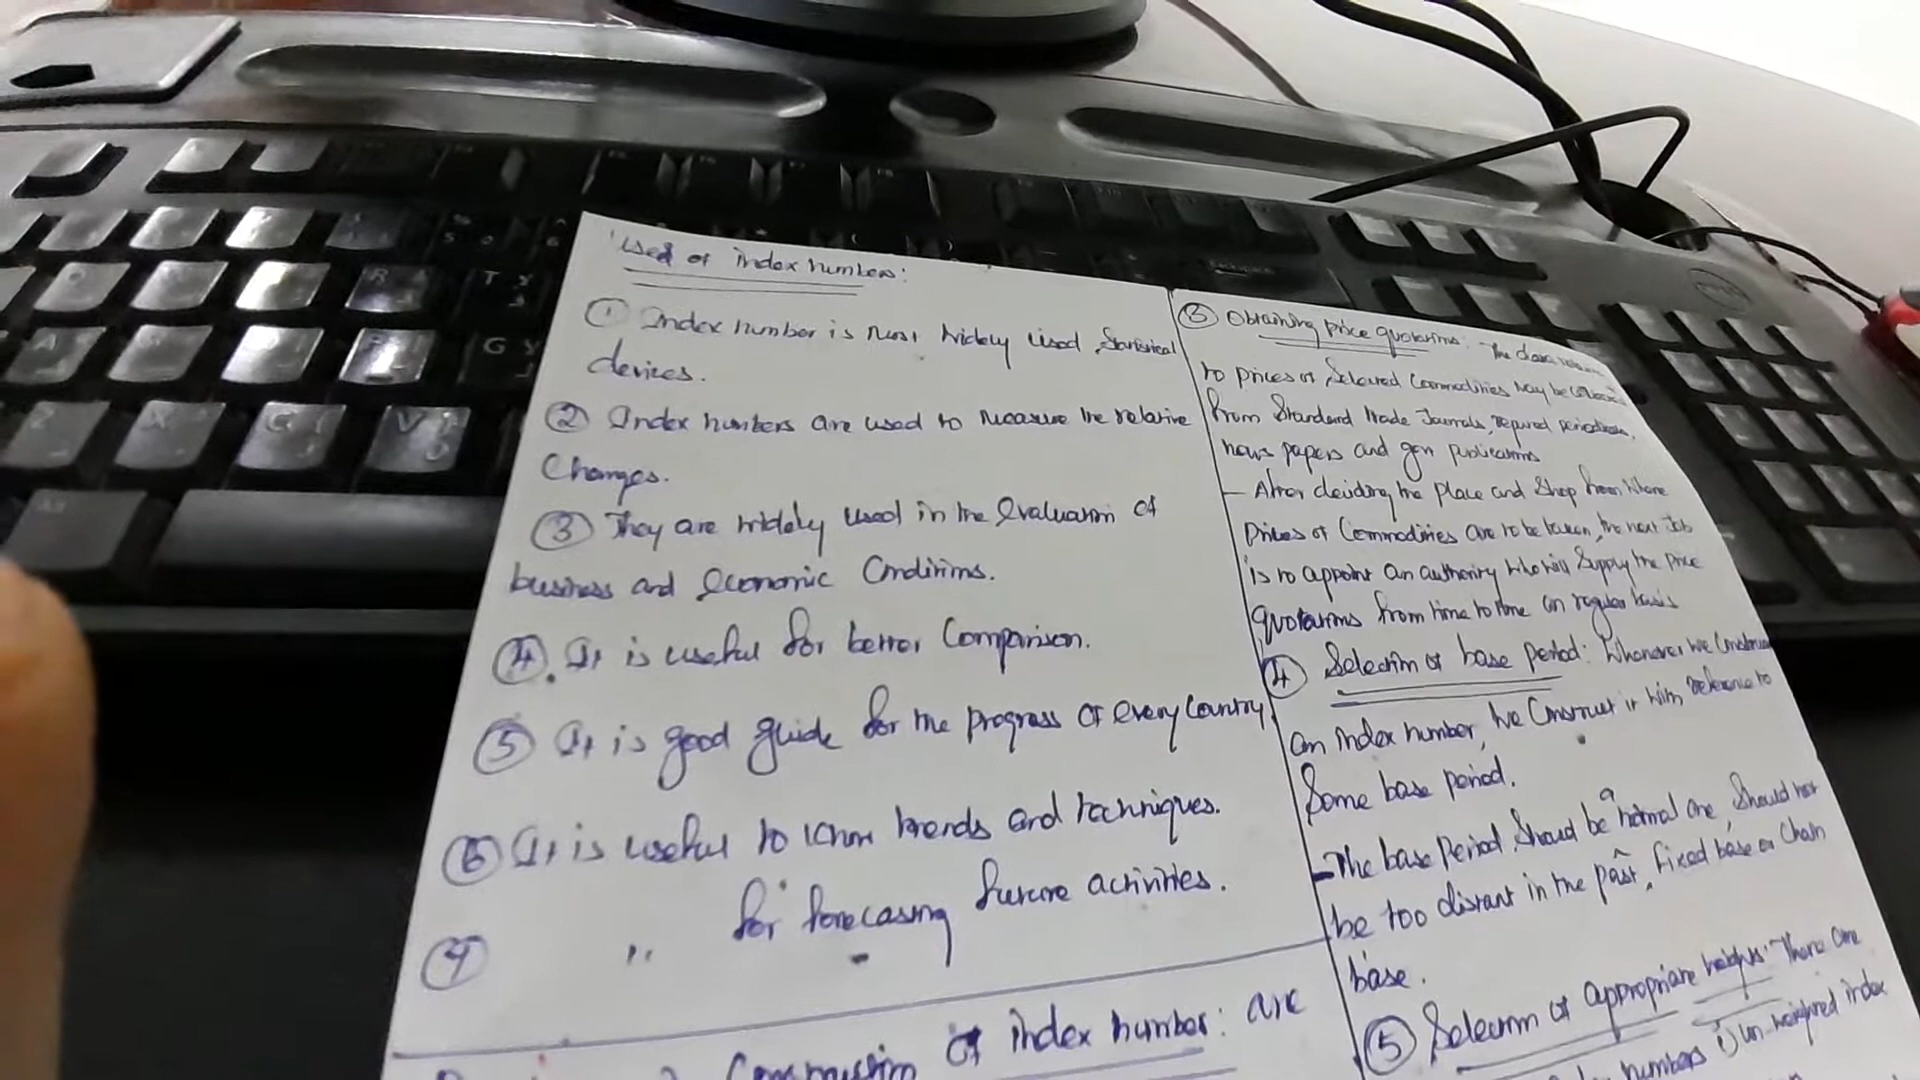 Uses of index number:
① Index number is most widely used statistical
devices.
② Index numbers are used to measure the relative
Changes.
③ They are widely used in the evaluation of
business and economic Conditions.
④. It is useful for better Comparison.
⑤ It is good guide for the progress of every Country
⑥ It is useful to know trends and techniques.
⑦ " for forecasting future activities.
Construction of index number: are
③ Obtaining price quotations: The data
to prices of Selected Commodities may be
from Standard trade Journals, reputed periodicals,
news papers and gov publications
- After deciding the place and Shop from where
prices of Commodities are to be taken, the next Job
is to appoint an authority who will Supply the price
quotations from time to time on regular basis
④ Selection of base period: Whenever we Construct
an index number, we Construct it with reference to
Some base period.
- The base period Should be a normal one, Should not
be too distant in the past, Fixed base or Chain
base.
⑤ Selection of appropriate weights: There are
numbers i) un-weighted index
R
T
G
A
Z
X
C
V